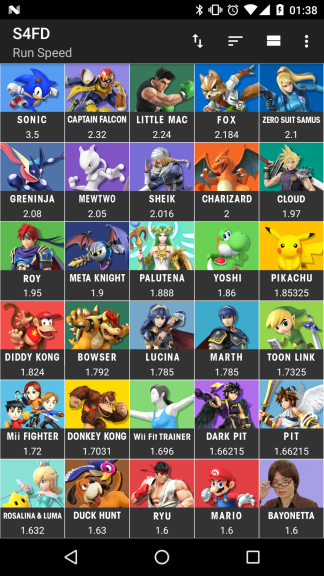 01:38
S4FD
Run Speed
SONIC CAPTAIN FALCON LITTLE MAC FOX ZERO SUIT SAMUS
3.5 2.32 2.24 2.184 2.1
GRENINJA MEWTWO SHEIK CHARIZARD CLOUD
2.08 2.05 2.016 2 1.97
ROY META KNIGHT PALUTENA YOSHI PIKACHU
1.95 1.9 1.888 1.86 1.85325
DIDDY KONG BOWSER LUCINA MARTH TOON LINK
1.824 1.792 1.785 1.785 1.7325
Mii FIGHTER DONKEY KONG Wii Fit TRAINER DARK PIT PIT
1.72 1.7031 1.696 1.66215 1.66215
ROSALINA & LUMA DUCK HUNT RYU MARIO BAYONETTA
1.632 1.63 1.6 1.6 1.6